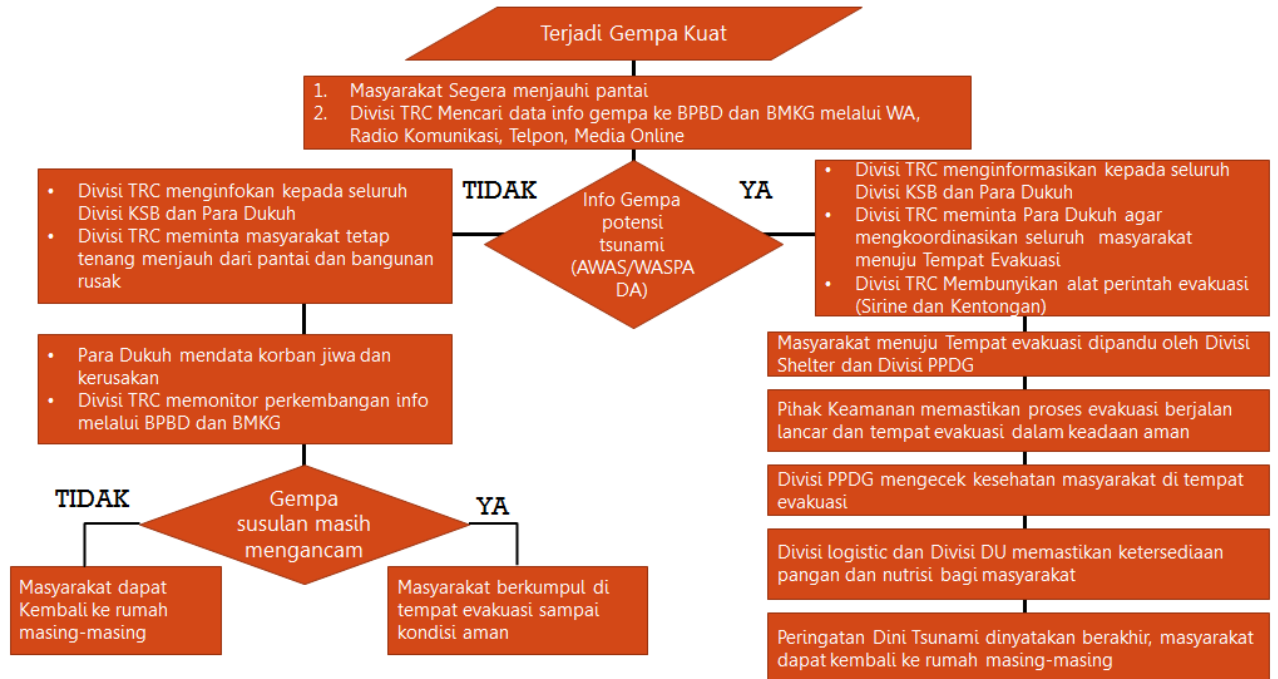 Terjadi Gempa Kuat
1. Masyarakat Segera menjauhi pantai
2. Divisi TRC Mencari data info gempa ke BPBD dan BMKG melalui WA,
Radio Komunikasi, Telpon, Media Online
TIDAK
YA
Info Gempa
potensi
tsunami
(AWAS/WASPA
DA)
• Divisi TRC menginfokan kepada seluruh
Divisi KSB dan Para Dukuh
• Divisi TRC meminta masyarakat tetap
tenang menjauh dari pantai dan bangunan
rusak
• Para Dukuh mendata korban jiwa dan
kerusakan
• Divisi TRC memonitor perkembangan info
melalui BPBD dan BMKG
TIDAK
YA
Gempa
susulan masih
mengancam
Masyarakat dapat
Kembali ke rumah
masing-masing
Masyarakat berkumpul di
tempat evakuasi sampai
kondisi aman
• Divisi TRC menginformasikan kepada seluruh
Divisi KSB dan Para Dukuh
• Divisi TRC meminta Para Dukuh agar
mengkoordinasikan seluruh masyarakat
menuju Tempat Evakuasi
• Divisi TRC Membunyikan alat perintah evakuasi
(Sirine dan Kentongan)
Masyarakat menuju Tempat evakuasi dipandu oleh Divisi
Shelter dan Divisi PPDG
Pihak Keamanan memastikan proses evakuasi berjalan
lancar dan tempat evakuasi dalam keadaan aman
Divisi PPDG mengecek kesehatan masyarakat di tempat
evakuasi
Divisi logistic dan Divisi DU memastikan ketersediaan
pangan dan nutrisi bagi masyarakat
Peringatan Dini Tsunami dinyatakan berakhir, masyarakat
dapat kembali ke rumah masing-masing